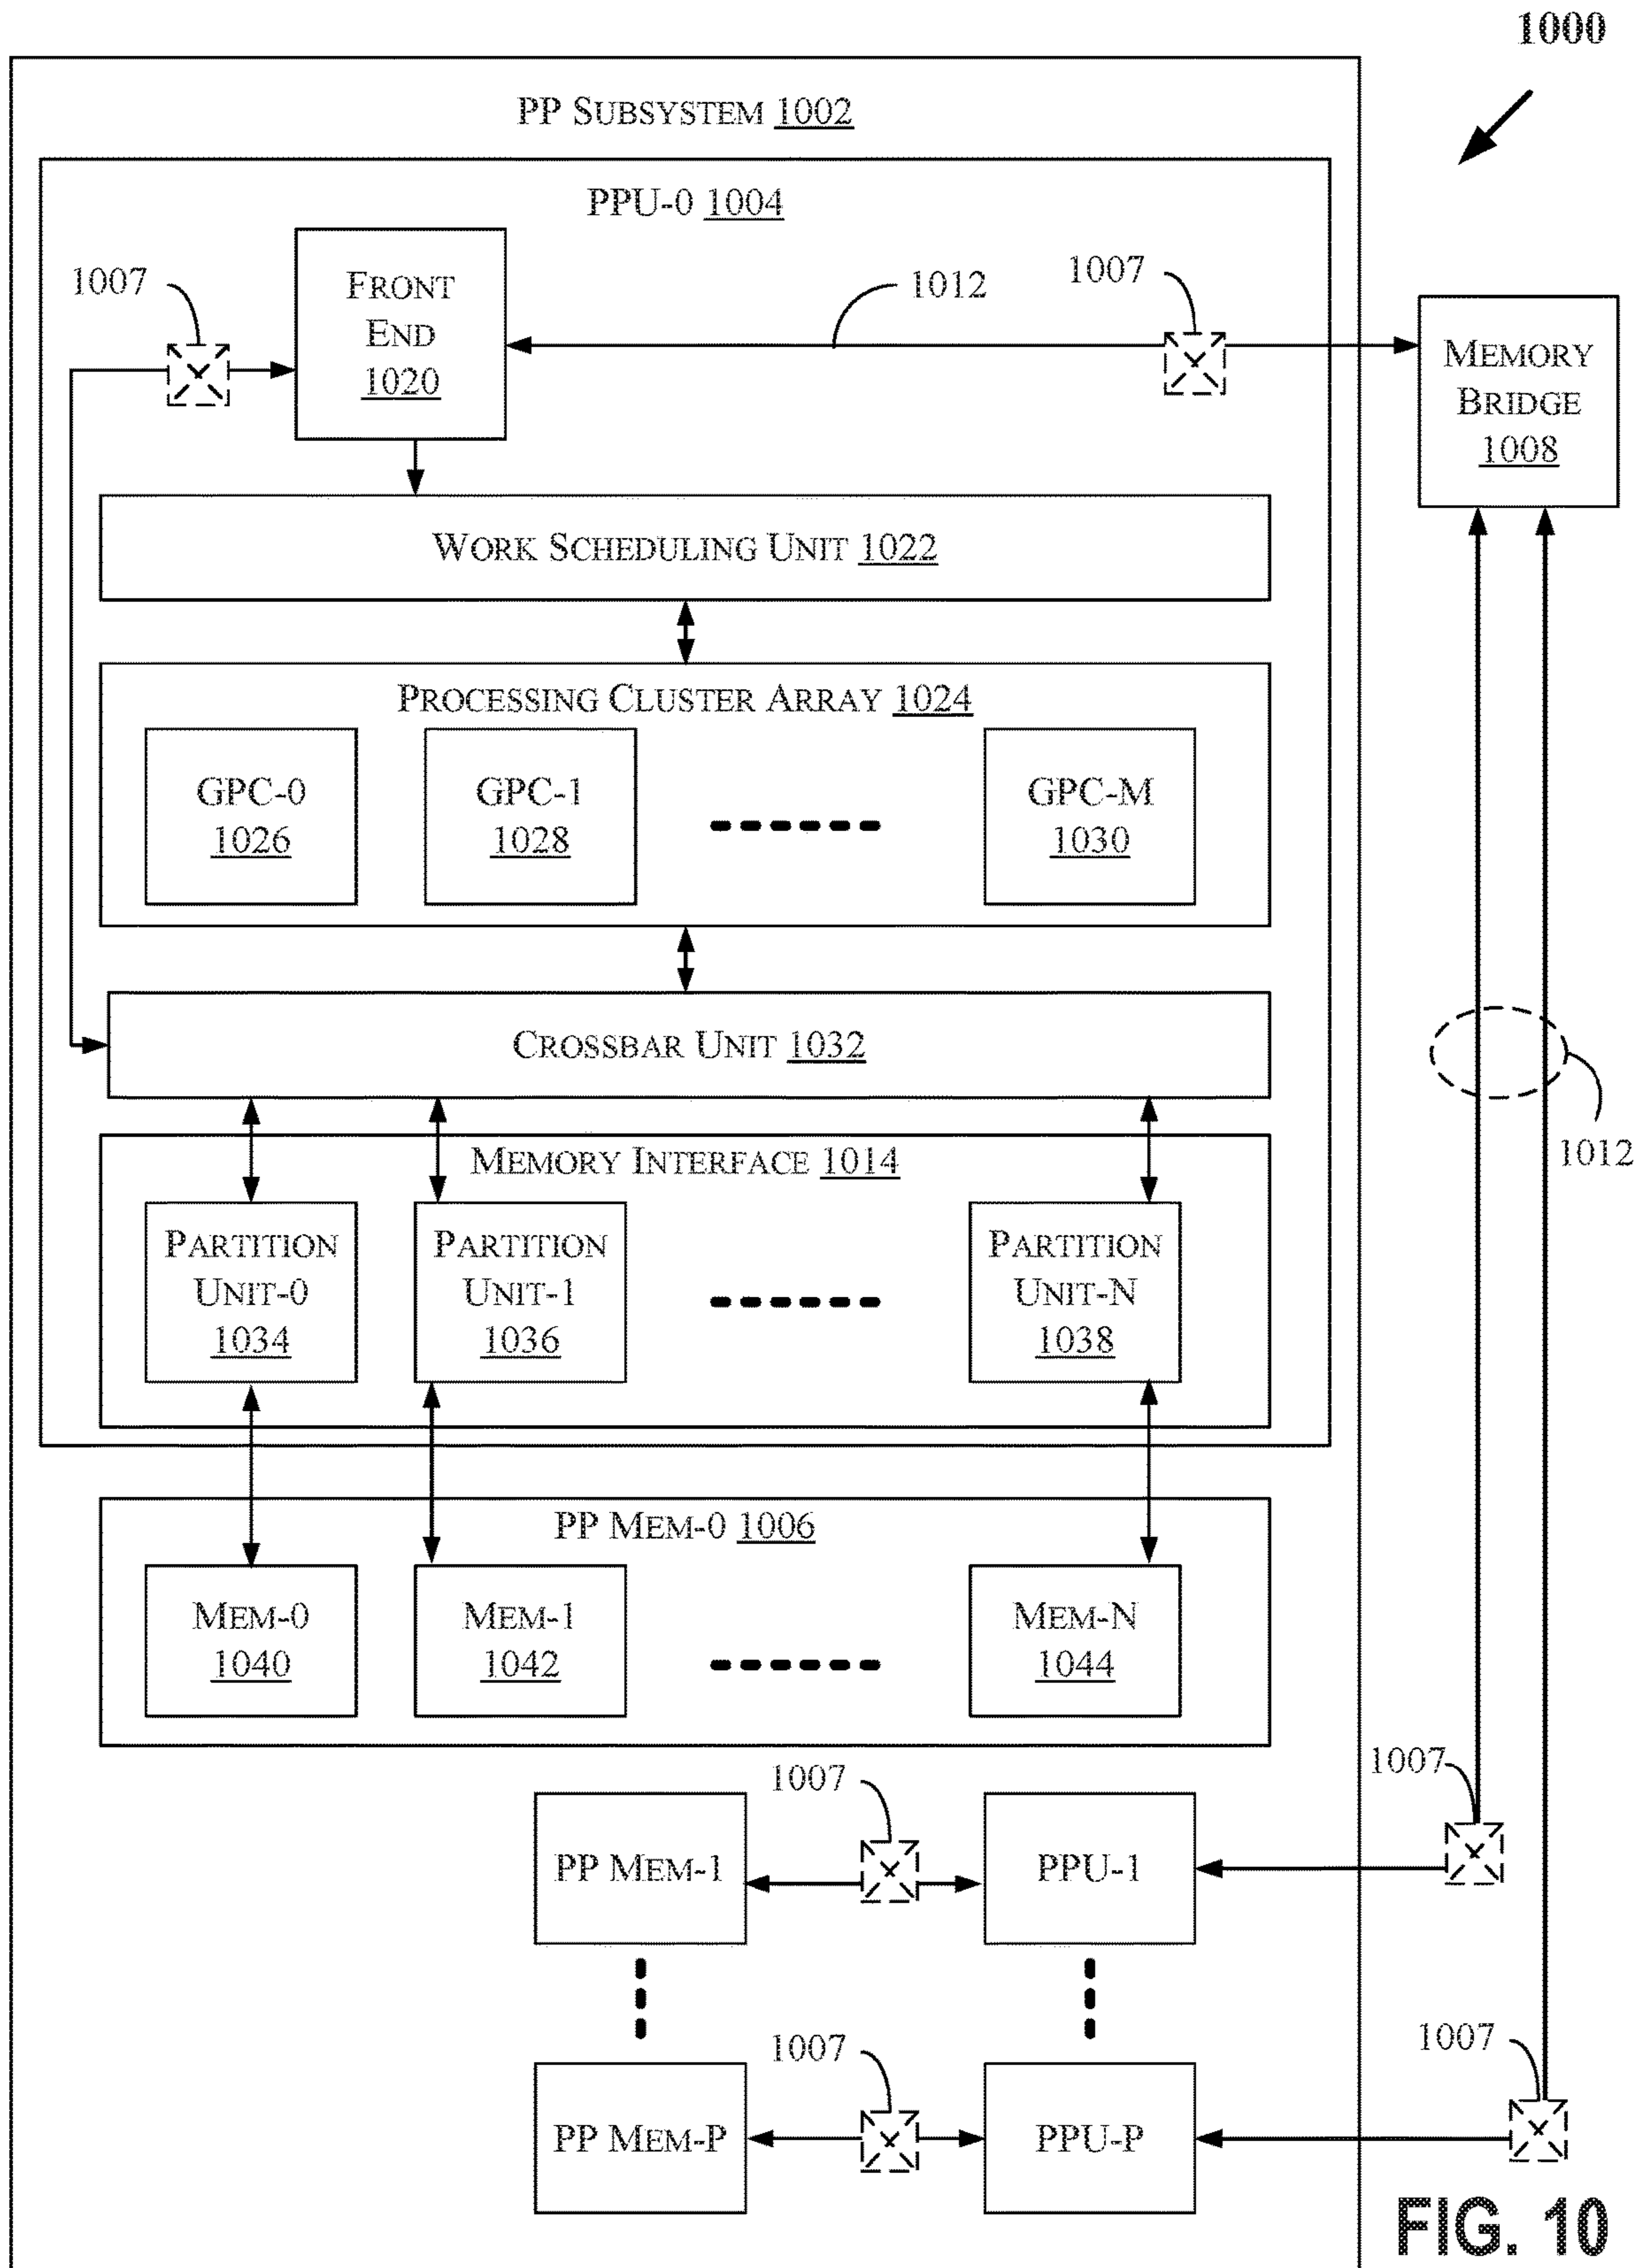 1000
PP SUBSYSTEM 1002
PPU-0 1004
1007
FRONT
END
1020
1012
1007
MEMORY
BRIDGE
1008
WORK SCHEDULING UNIT 1022
PROCESSING CLUSTER ARRAY 1024
GPC-0
1026
GPC-1
1028
GPC-M
1030
CROSSBAR UNIT 1032
1012
MEMORY INTERFACE 1014
PARTITION
UNIT-0
1034
PARTITION
UNIT-1
1036
PARTITION
UNIT-N
1038
PP MEM-0 1006
MEM-0
1040
MEM-1
1042
MEM-N
1044
1007
1007
PP MEM-1
PPU-1
1007
1007
PP MEM-P
PPU-P
FIG. 10